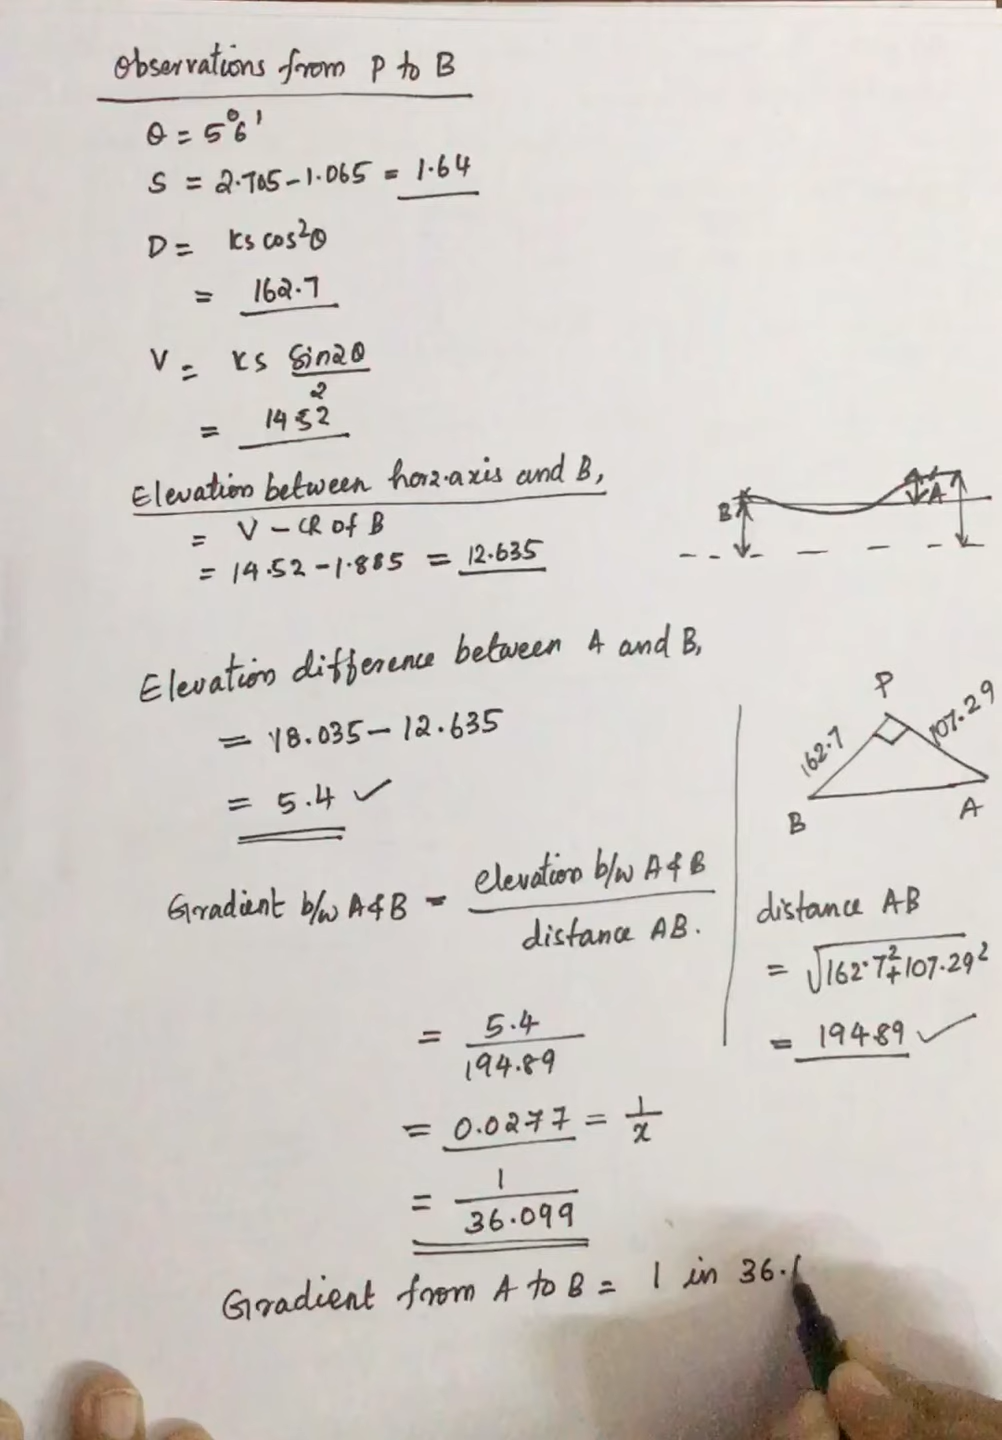 Observations from P to B
θ = 5°6'
S = 2.705-1.065 = 1.64
D = ks cos²θ
= 162.7
V = ks sin2θ
2
= 14.52
Elevation between horz.axis and B,
= V - CR of B
= 14.52-1.885 = 12.635
B A
Elevation difference between A and B,
= 18.035 - 12.635
= 5.4 ✓
P
162.7 107.29
B A
Gradient b/w A & B = elevation b/w A & B
distance AB.
distance AB
= √162.7²+107.29²
= 194.89 ✓
= 5.4
194.89
= 0.0277 = 1
x
= 1
36.099
Gradient from A to B = 1 in 36.